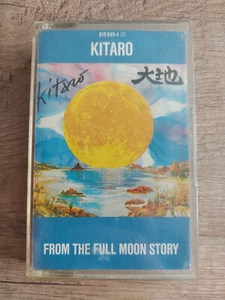 KITARO
Kitaro
大地
FROM THE FULL MOON STORY